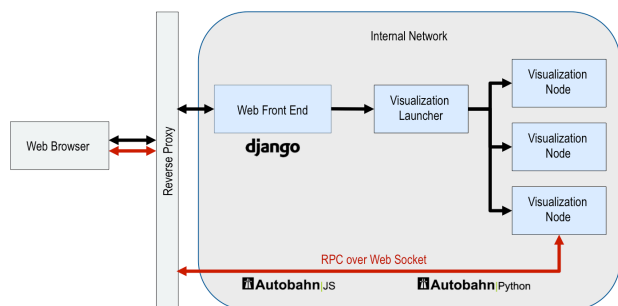 Internal Network
Web Browser
Reverse Proxy
Web Front End
django
Visualization
Launcher
Visualization
Node
Visualization
Node
Visualization
Node
RPC over Web Socket
Autobahn|JS
Autobahn|Python